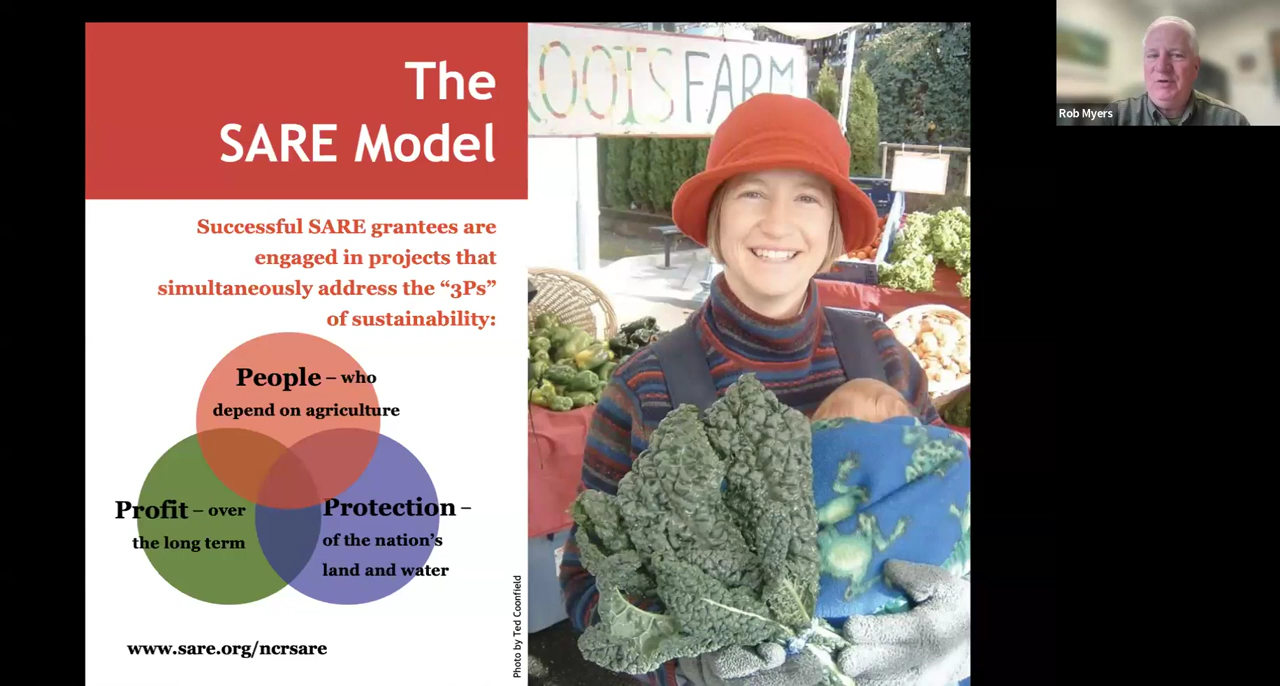 The
SARE Model
Successful SARE grantees are
engaged in projects that
simultaneously address the “3Ps”
of sustainability:
People – who
depend on agriculture
Profit – over
the long term
Protection –
of the nation's
land and water
www.sare.org/ncrsare
Photo by Ted Coonfield
OOTS FARM
Rob Myers